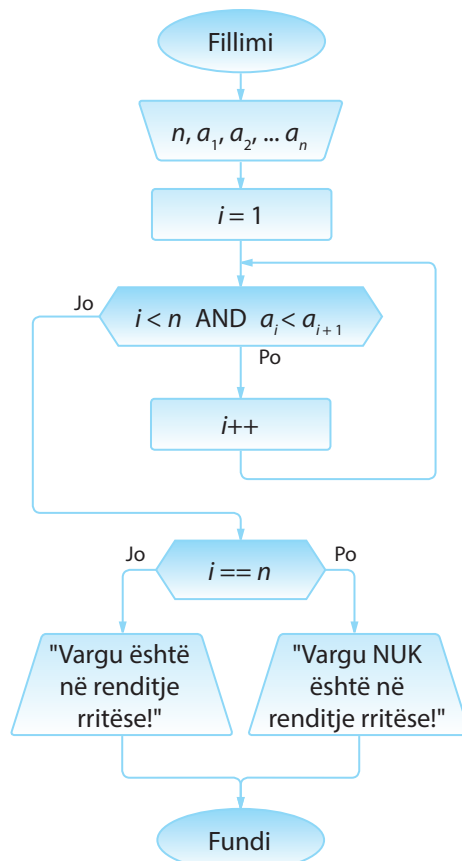 Fillimi
n, a₁, a₂, ... aₙ
i = 1
Jo
i < n AND aᵢ < aᵢ₊₁
Po
i++
Jo
i == n
Po
"Vargu është
në renditje
rritëse!"
"Vargu NUK
është në
renditje rritëse!"
Fundi